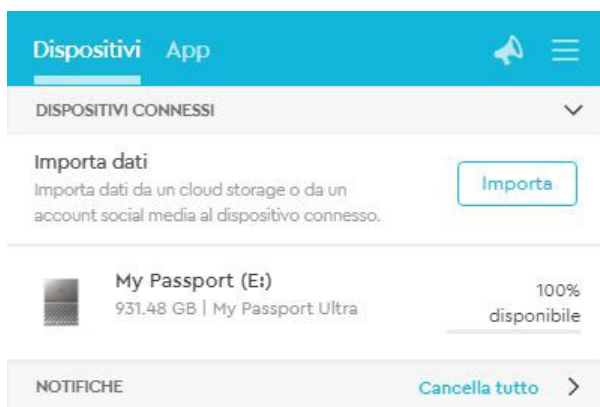 Dispositivi App
DISPOSITIVI CONNESSI
Importa dati
Importa dati da un cloud storage o da un
account social media al dispositivo connesso.
Importa
My Passport (E:)
931.48 GB | My Passport Ultra
100%
disponibile
NOTIFICHE Cancella tutto